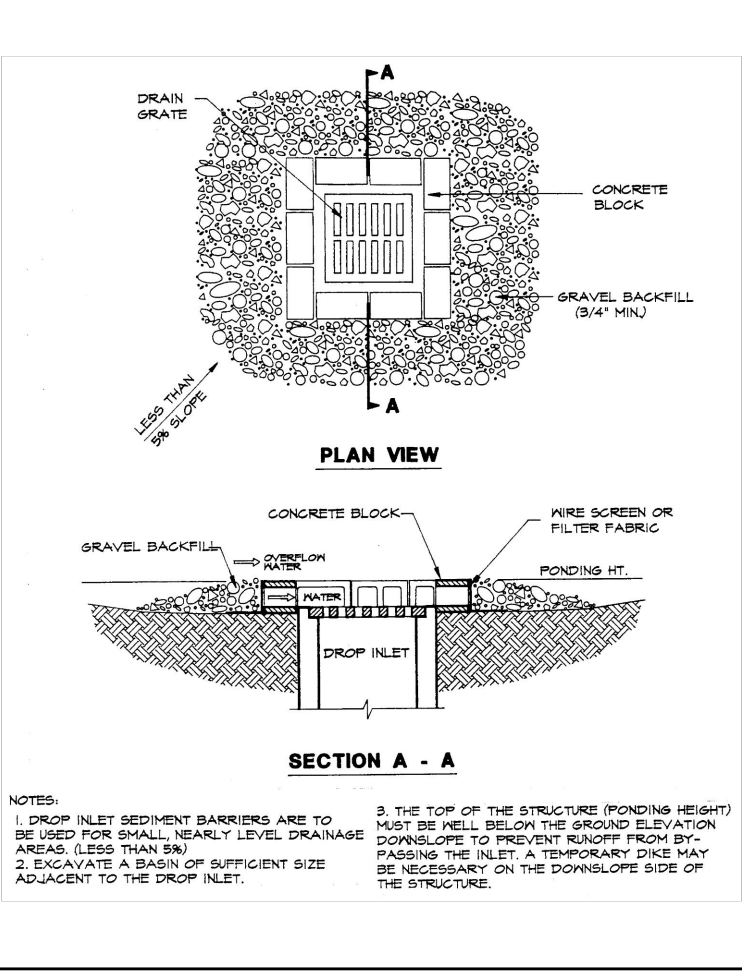 A
DRAIN
GRATE
CONCRETE
BLOCK
GRAVEL BACKFILL
(3/4" MIN.)
LESS THAN
5% SLOPE
A
PLAN VIEW
CONCRETE BLOCK
WIRE SCREEN OR
FILTER FABRIC
GRAVEL BACKFILL
OVERFLOW
WATER
PONDING HT.
WATER
DROP INLET
SECTION A - A
NOTES:
1. DROP INLET SEDIMENT BARRIERS ARE TO
BE USED FOR SMALL, NEARLY LEVEL DRAINAGE
AREAS. (LESS THAN 5%)
2. EXCAVATE A BASIN OF SUFFICIENT SIZE
ADJACENT TO THE DROP INLET.
3. THE TOP OF THE STRUCTURE (PONDING HEIGHT)
MUST BE WELL BELOW THE GROUND ELEVATION
DOWNSLOPE TO PREVENT RUNOFF FROM BY-
PASSING THE INLET. A TEMPORARY DIKE MAY
BE NECESSARY ON THE DOWNSLOPE SIDE OF
THE STRUCTURE.